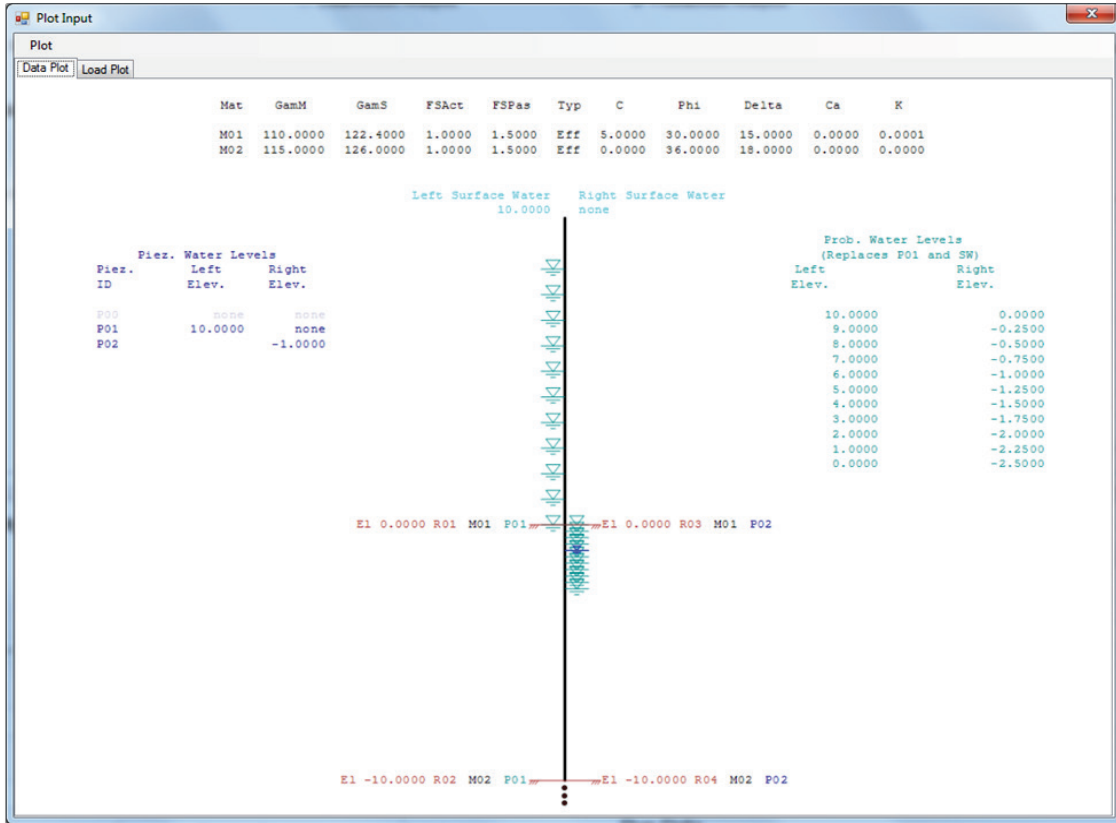 Plot Input
Plot
Data Plot Load Plot
Mat GamM GamS FSAct FSPas Typ C Phi Delta Ca K
M01 110.0000 122.4000 1.0000 1.5000 Eff 5.0000 30.0000 15.0000 0.0000 0.0001
M02 115.0000 126.0000 1.0000 1.5000 Eff 0.0000 36.0000 18.0000 0.0000 0.0000
Left Surface Water Right Surface Water
10.0000 none
Piez. Water Levels
Piez. Left Right
ID Elev. Elev.
P00 none none
P01 10.0000 none
P02 -1.0000
Prob. Water Levels
(Replaces P01 and SW)
Left Right
Elev. Elev.
10.0000 0.0000
9.0000 -0.2500
8.0000 -0.5000
7.0000 -0.7500
6.0000 -1.0000
5.0000 -1.2500
4.0000 -1.5000
3.0000 -1.7500
2.0000 -2.0000
1.0000 -2.2500
0.0000 -2.5000
El 0.0000 R01 M01 P01 El 0.0000 R03 M01 P02
El -10.0000 R02 M02 P01 El -10.0000 R04 M02 P02